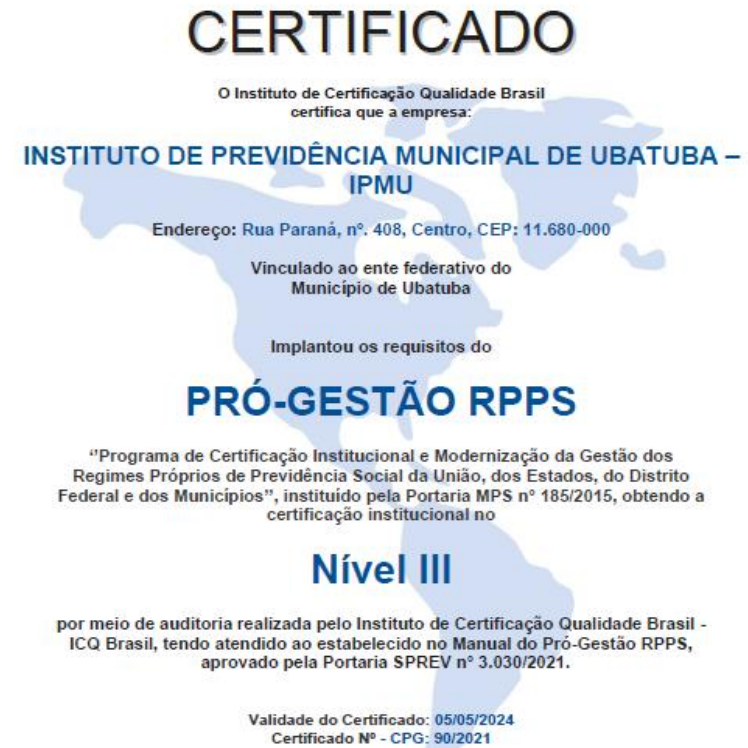 CERTIFICADO
O Instituto de Certificação Qualidade Brasil
certifica que a empresa:
INSTITUTO DE PREVIDÊNCIA MUNICIPAL DE UBATUBA –
IPMU
Endereço: Rua Paraná, nº. 408, Centro, CEP: 11.680-000
Vinculado ao ente federativo do
Município de Ubatuba
Implantou os requisitos do
PRÓ-GESTÃO RPPS
‘’Programa de Certificação Institucional e Modernização da Gestão dos
Regimes Próprios de Previdência Social da União, dos Estados, do Distrito
Federal e dos Municípios’’, instituído pela Portaria MPS nº 185/2015, obtendo a
certificação institucional no
Nível III
por meio de auditoria realizada pelo Instituto de Certificação Qualidade Brasil -
ICQ Brasil, tendo atendido ao estabelecido no Manual do Pró-Gestão RPPS,
aprovado pela Portaria SPREV nº 3.030/2021.
Validade do Certificado: 05/05/2024
Certificado Nº - CPG: 90/2021